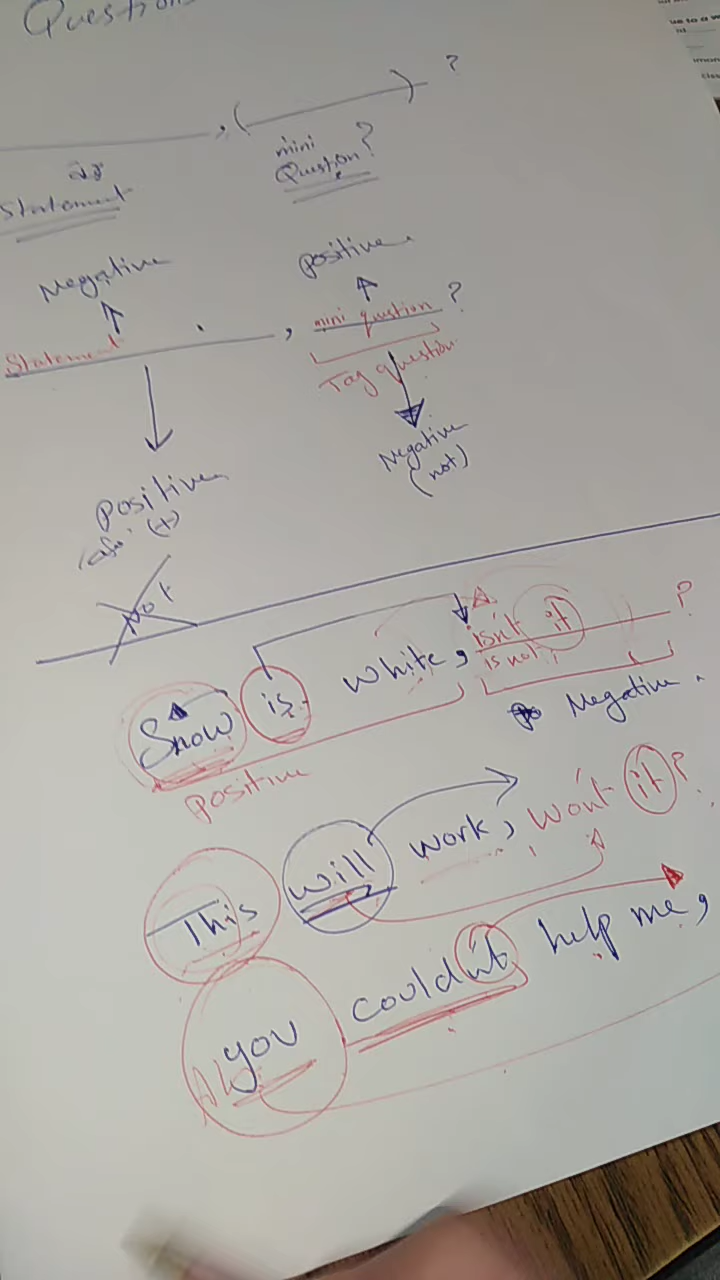 Question
, ( ) ?
Statement
mini
Question?
Negative
positive
Statement , mini question ?
Tag question
Positive
(+)
Negative
(not)
Not
Snow is white, isn't it ?
is not
positive
Negative.
This will work, won't it?
you couldn't help me,